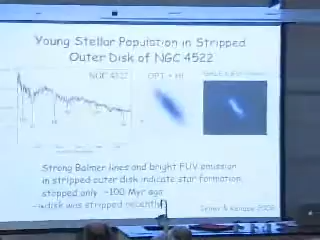 Young Stellar Population in Stripped
Outer Disk of NGC 4522
NGC 4522
OPT + HI
Strong Balmer lines and bright FUV emission
in stripped outer disk indicate star formation
stopped only ~100 Myr ago
disk was stripped recently
Crowl & Kenney 2006